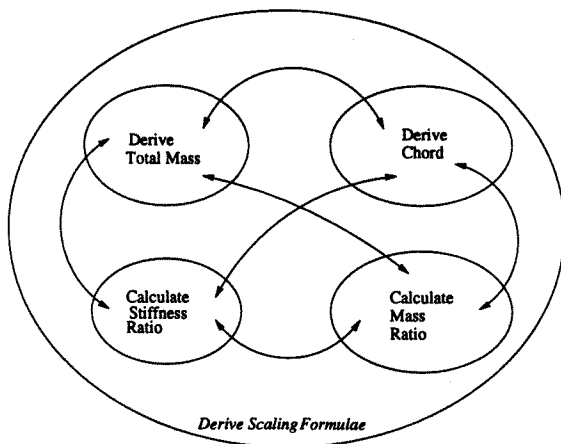 Derive
Total Mass
Derive
Chord
Calculate
Stiffness
Ratio
Calculate
Mass
Ratio
Derive Scaling Formulae